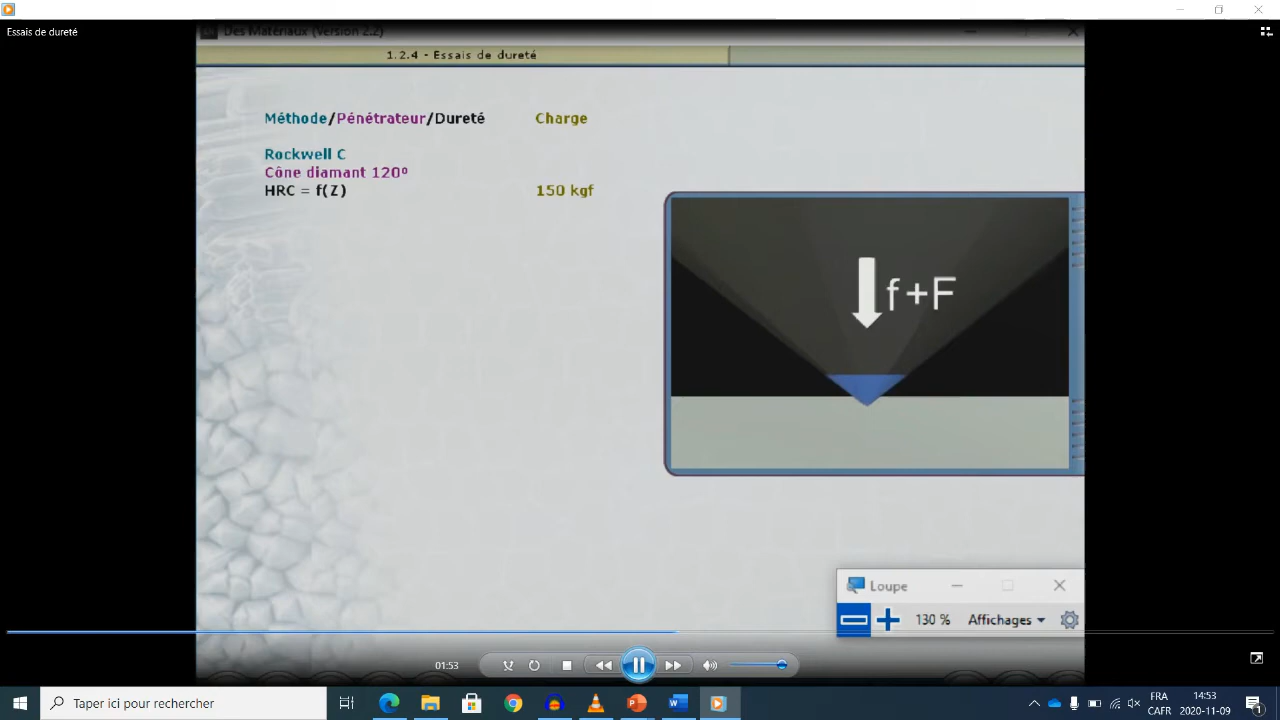 Essais de dureté
Des Matériaux (Version 2.2)
1.2.4 - Essais de dureté
Méthode/Pénétrateur/Dureté Charge
Rockwell C
Cône diamant 120º
HRC = f(Z) 150 kgf
f+F
Loupe
130 % Affichages
01:53
Taper ici pour rechercher
FRA 14:53
CAFR 2020-11-09
1